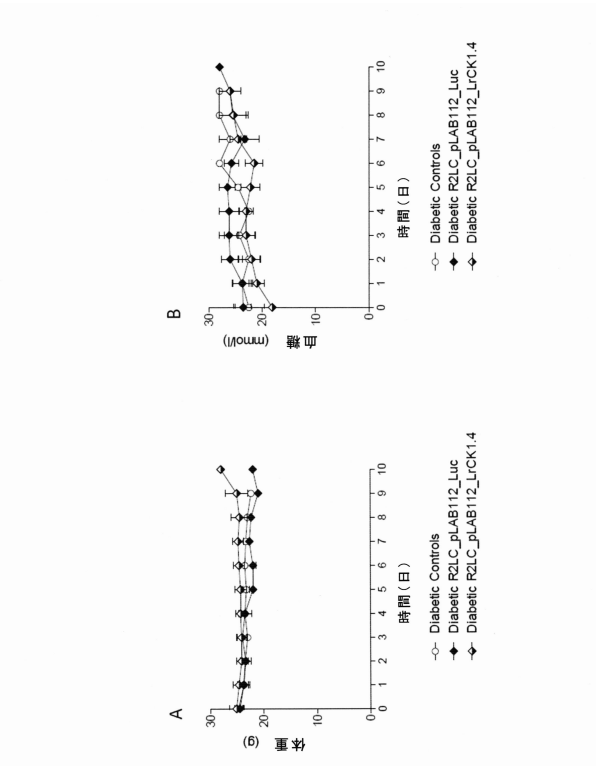 A
体重 (g)
30
20
10
0
0 1 2 3 4 5 6 7 8 9 10
時間(日)
Diabetic Controls
Diabetic R2LC_pLAB112_Luc
Diabetic R2LC_pLAB112_LrCK1.4
B
血糖 (mmol/l)
30
20
10
0
0 1 2 3 4 5 6 7 8 9 10
時間(日)
Diabetic Controls
Diabetic R2LC_pLAB112_Luc
Diabetic R2LC_pLAB112_LrCK1.4